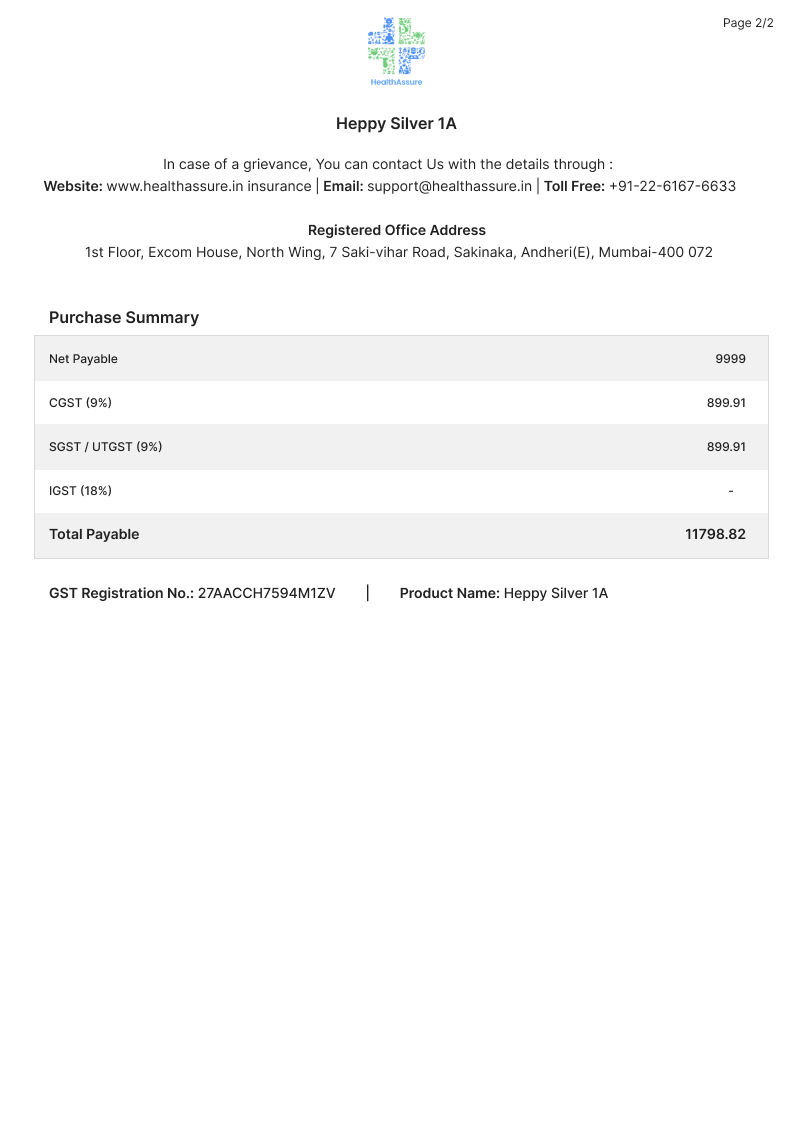 Page 2/2
HealthAssure
Heppy Silver 1A
In case of a grievance, You can contact Us with the details through :
Website: www.healthassure.in insurance | Email: support@healthassure.in | Toll Free: +91-22-6167-6633
Registered Office Address
1st Floor, Excom House, North Wing, 7 Saki-vihar Road, Sakinaka, Andheri(E), Mumbai-400 072
Purchase Summary
Net Payable 9999
CGST (9%) 899.91
SGST / UTGST (9%) 899.91
IGST (18%) -
Total Payable 11798.82
GST Registration No.: 27AACCH7594M1ZV | Product Name: Heppy Silver 1A